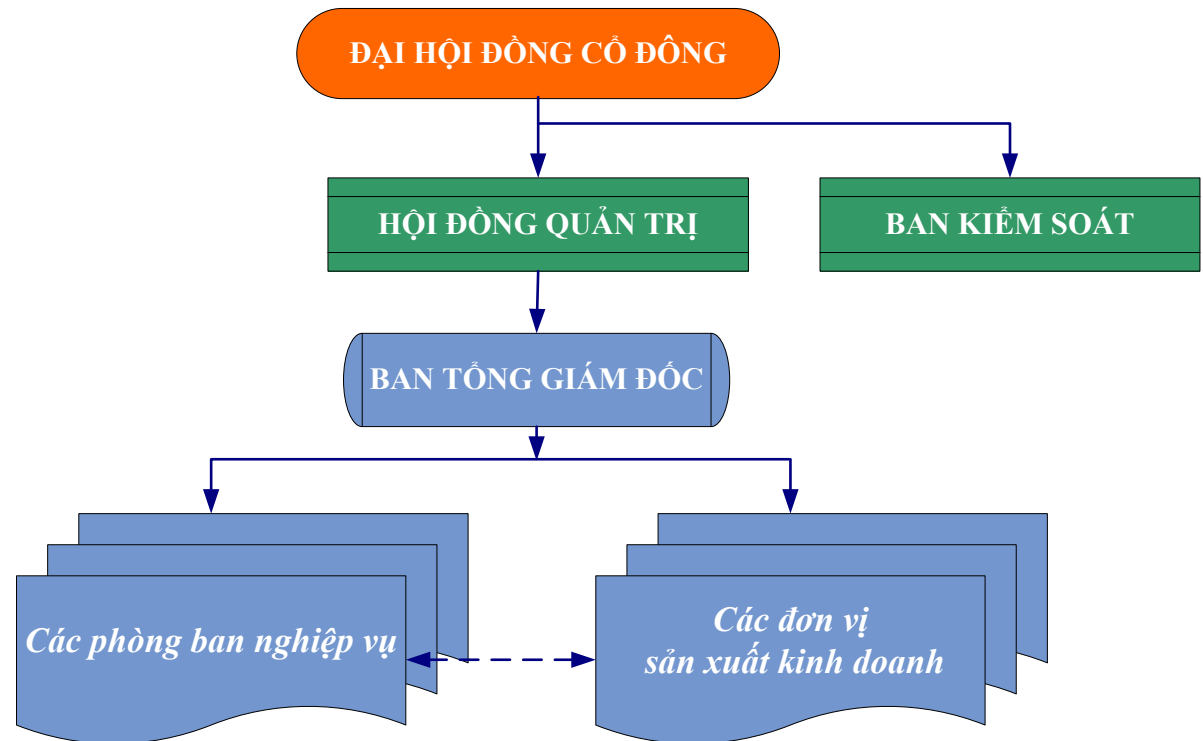 ĐẠI HỘI ĐỒNG CỔ ĐÔNG
HỘI ĐỒNG QUẢN TRỊ
BAN KIỂM SOÁT
BAN TỔNG GIÁM ĐỐC
Các phòng ban nghiệp vụ
Các đơn vị
sản xuất kinh doanh